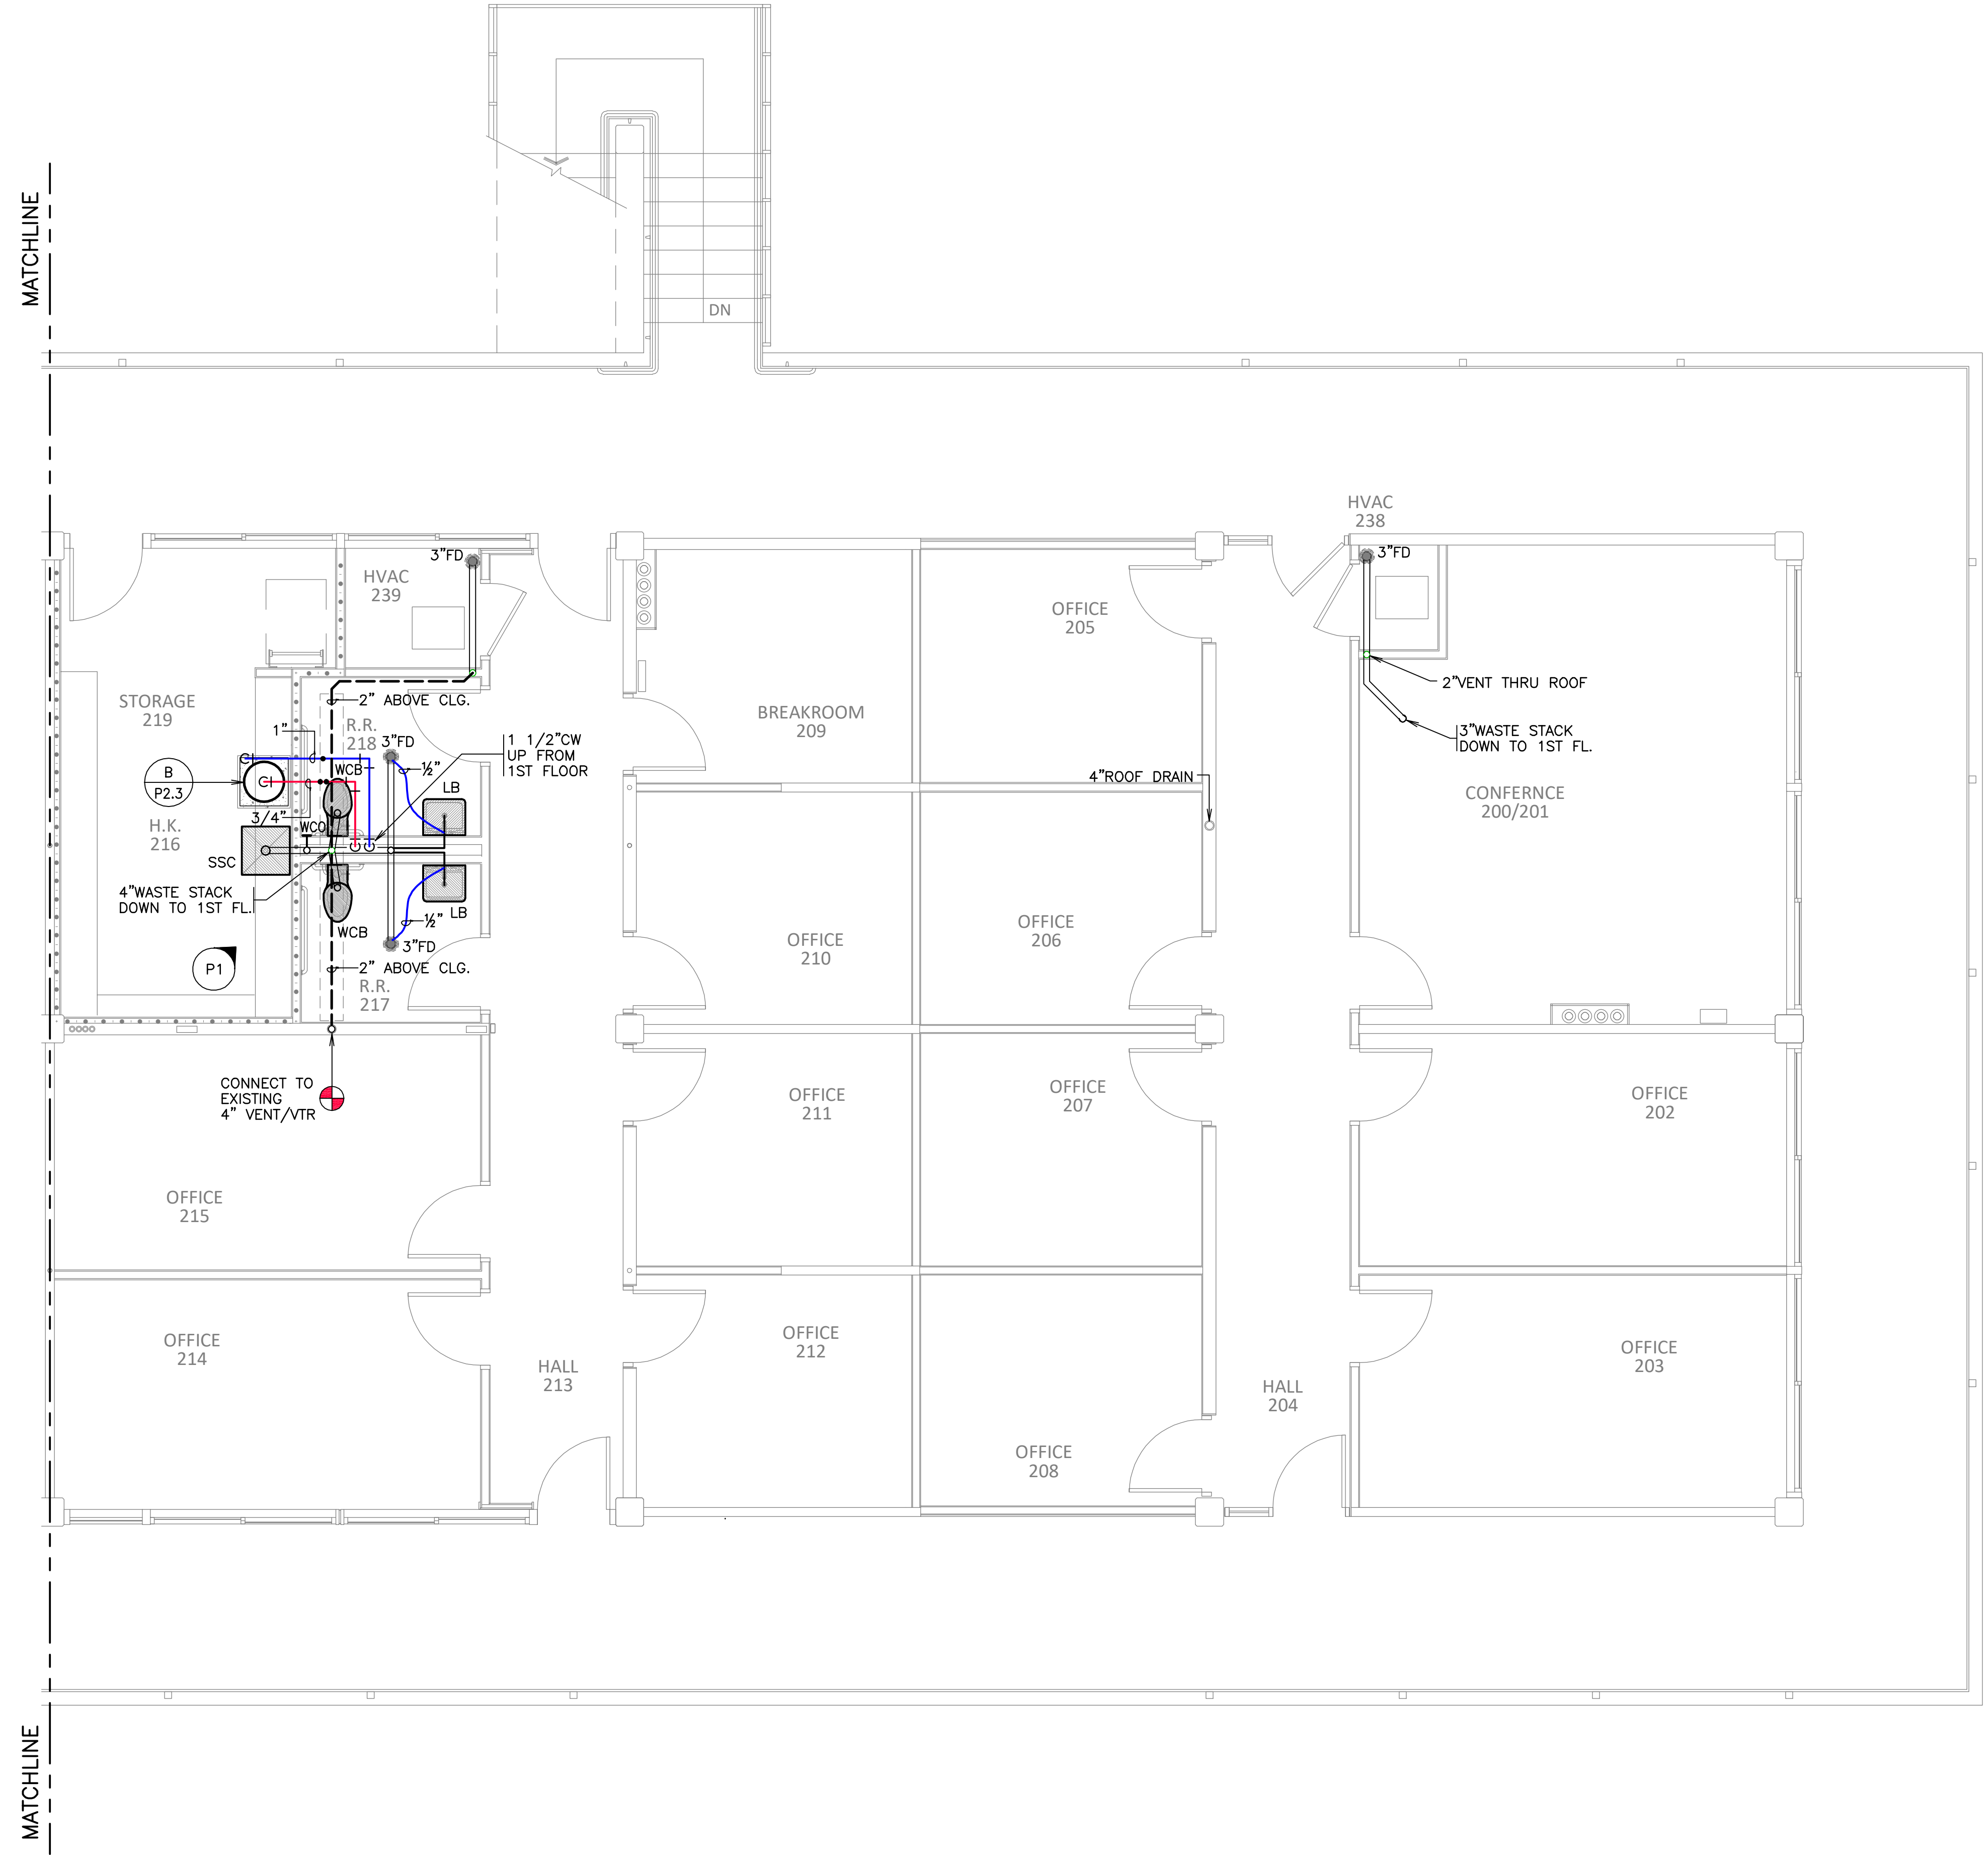 DN
MATCHLINE
HVAC
238
3"FD
3"FD
HVAC
239
OFFICE
205
2"VENT THRU ROOF
STORAGE
219
2" ABOVE CLG.
BREAKROOM
209
R.R.
218
1"
3"FD
1 1/2"CW
UP FROM
1ST FLOOR
3"WASTE STACK
DOWN TO 1ST FL.
B
P2.3
CI
CI
WCB
½"
LB
4"ROOF DRAIN
CONFERNCE
200/201
3/4"
WCO
H.K.
216
SSC
4"WASTE STACK
DOWN TO 1ST FL.
LB
½"
WCB
3"FD
OFFICE
206
OFFICE
210
P1
2" ABOVE CLG.
R.R.
217
CONNECT TO
EXISTING
4" VENT/VTR
OFFICE
211
OFFICE
207
OFFICE
202
OFFICE
215
OFFICE
214
HALL
213
OFFICE
212
HALL
204
OFFICE
203
OFFICE
208
MATCHLINE